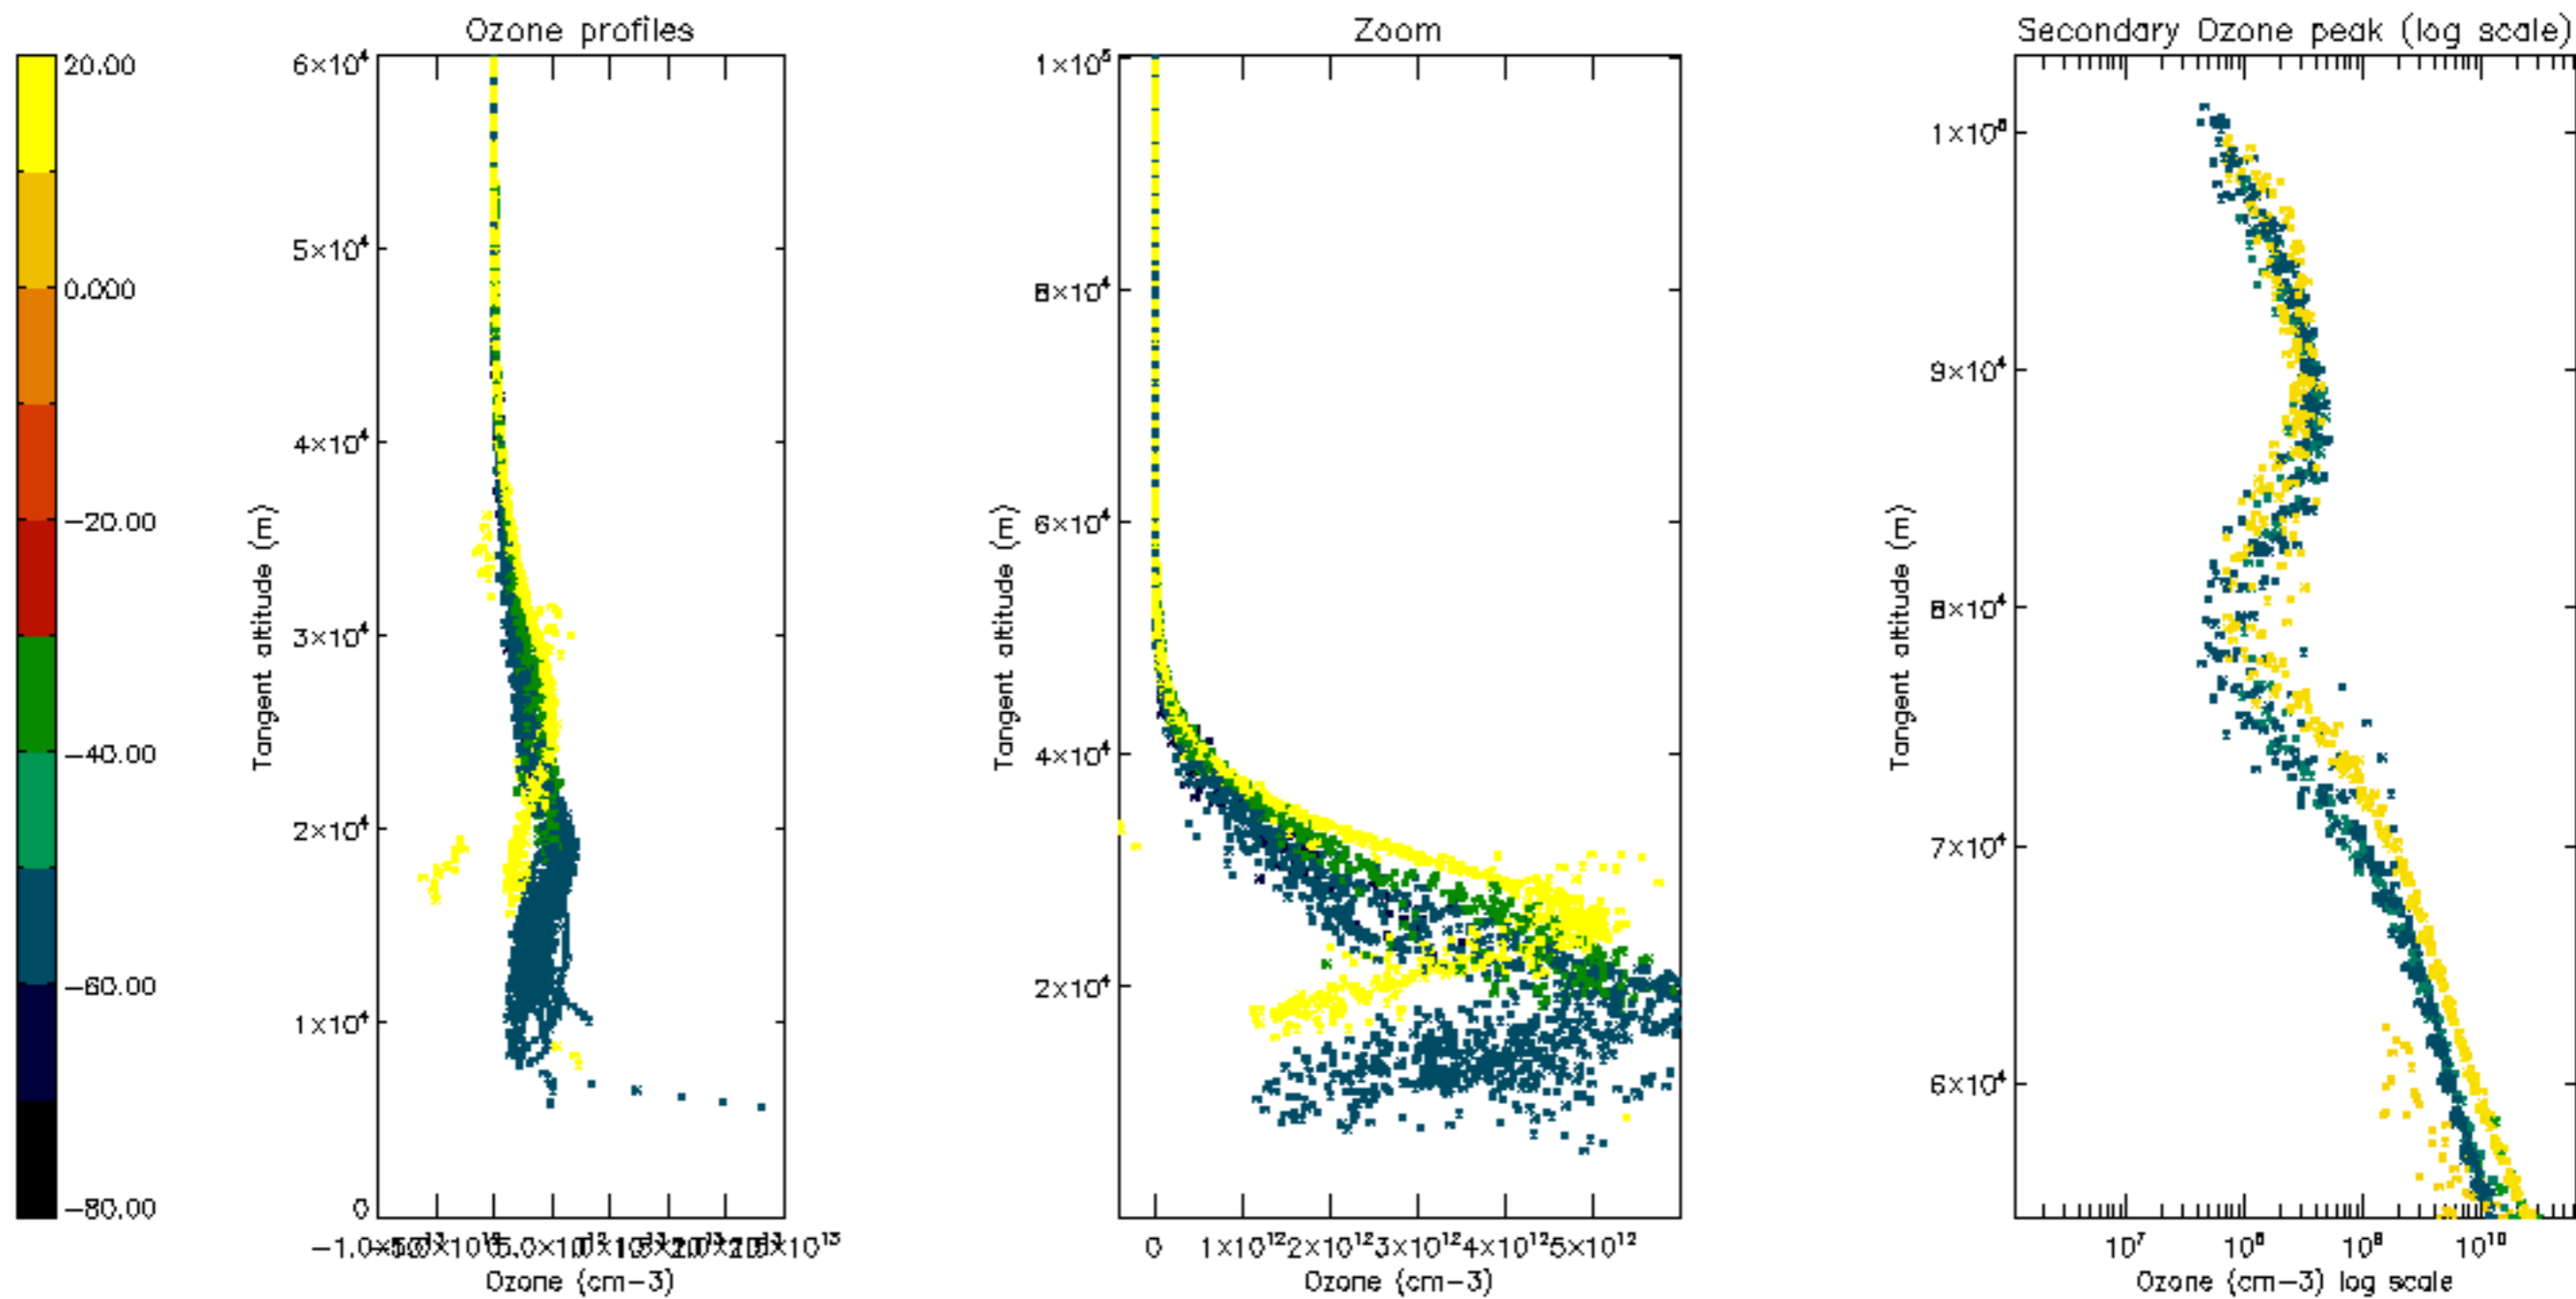 Ozone profiles
Zoom
Secondary Ozone peak (log scale)
20.00
0.000
−20.00
−40.00
−60.00
−80.00
Tangent altitude (m)
6×10⁴
5×10⁴
4×10⁴
3×10⁴
2×10⁴
1×10⁴
0
Ozone (cm−3)
Tangent altitude (m)
1×10⁵
8×10⁴
6×10⁴
4×10⁴
2×10⁴
0 1×10¹² 2×10¹² 3×10¹² 4×10¹² 5×10¹²
Ozone (cm−3)
Tangent altitude (m)
9×10⁴
8×10⁴
7×10⁴
6×10⁴
10⁷ 10⁸ 10⁹ 10¹⁰
Ozone (cm−3) log scale